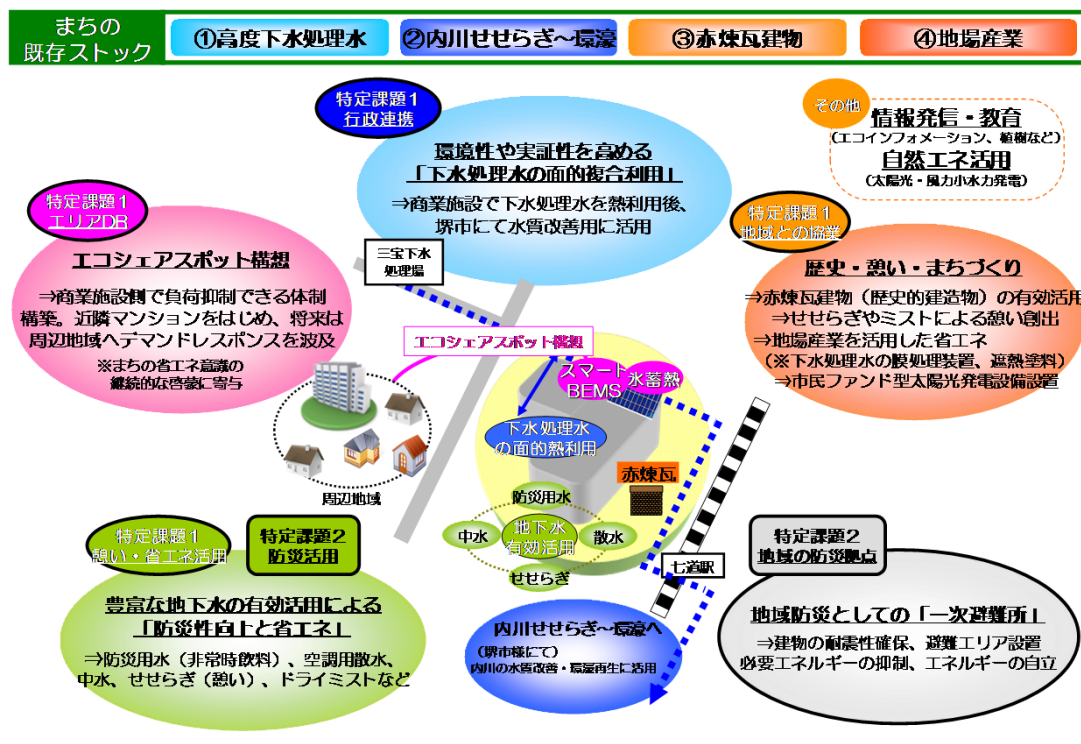 まちの
既存ストック
①高度下水処理水
②内川せせらぎ～環濠
③赤煉瓦建物
④地場産業
特定課題1
行政連携
環境性や実証性を高める
「下水処理水の面的複合利用」
⇒商業施設で下水処理水を熱利用後、
堺市にて水質改善用に活用
その他
情報発信・教育
(エコインフォメーション、植樹など)
自然エネ活用
(太陽光・風力小水力発電)
特定課題1
エリアDR
エコシェアスポット構想
⇒商業施設側で負荷抑制できる体制
構築。近隣マンションをはじめ、将来は
周辺地域へデマンドレスポンスを波及
※まちの省エネ意識の
継続的な啓蒙に寄与
特定課題1
地域との協業
歴史・憩い・まちづくり
⇒赤煉瓦建物（歴史的建造物）の有効活用
⇒せせらぎやミストによる憩い創出
⇒地場産業を活用した省エネ
（※下水処理水の膜処理装置、遮熱塗料）
⇒市民ファンド型太陽光発電設備設置
三宝下水
処理場
エコシェアスポット構想
スマート
BEMS
氷蓄熱
下水処理水
の面的熱利用
赤煉瓦
周辺地域
防災用水
中水
地下水
有効活用
散水
せせらぎ
七道駅
特定課題1
憩い・省エネ活用
特定課題2
防災活用
豊富な地下水の有効活用による
「防災性向上と省エネ」
⇒防災用水（非常時飲料）、空調用散水、
中水、せせらぎ（憩い）、ドライミストなど
内川せせらぎ～環濠へ
(堺市様にて)
内川の水質改善・環濠再生に活用
特定課題2
地域の防災拠点
地域防災としての「一次避難所」
⇒建物の耐震性確保、避難エリア設置
必要エネルギーの抑制、エネルギーの自立